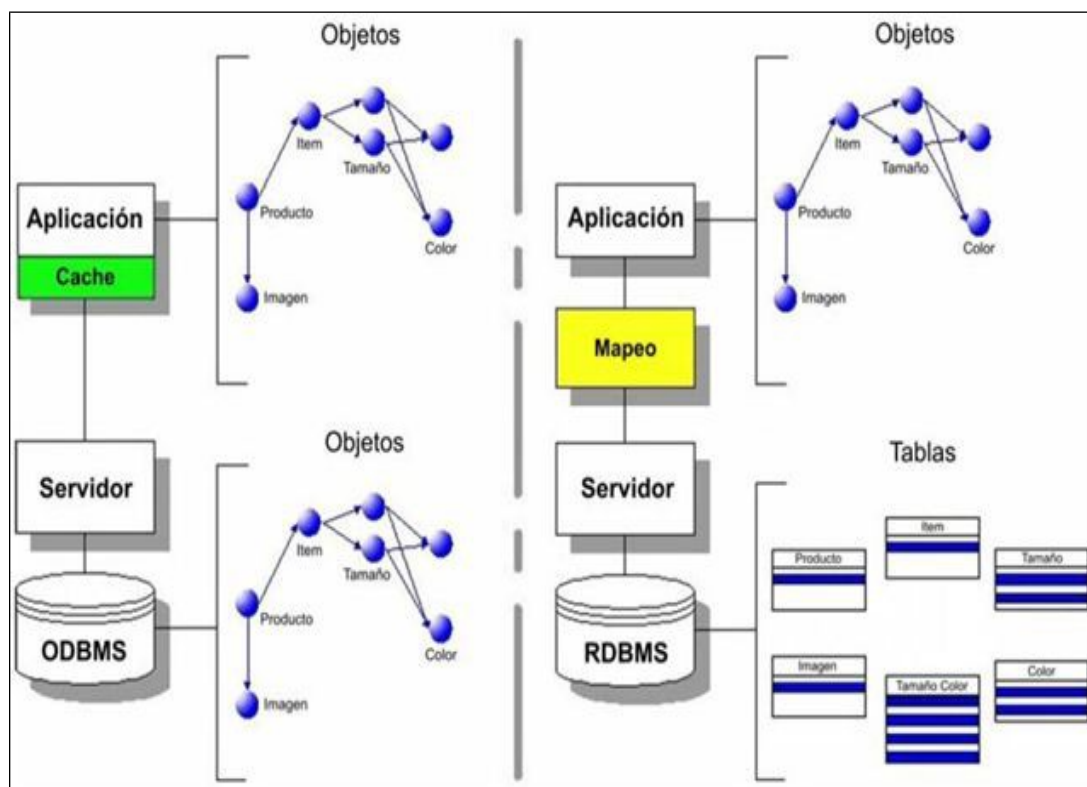 Objetos
Item
Tamaño
Aplicación
Producto
Color
Cache
Imagen
Servidor
Objetos
Item
Tamaño
Producto
ODBMS
Color
Imagen
Objetos
Item
Tamaño
Aplicación
Producto
Color
Imagen
Mapeo
Servidor
Tablas
Item
Producto
Tamaño
RDBMS
Imagen
Tamaño Color
Color